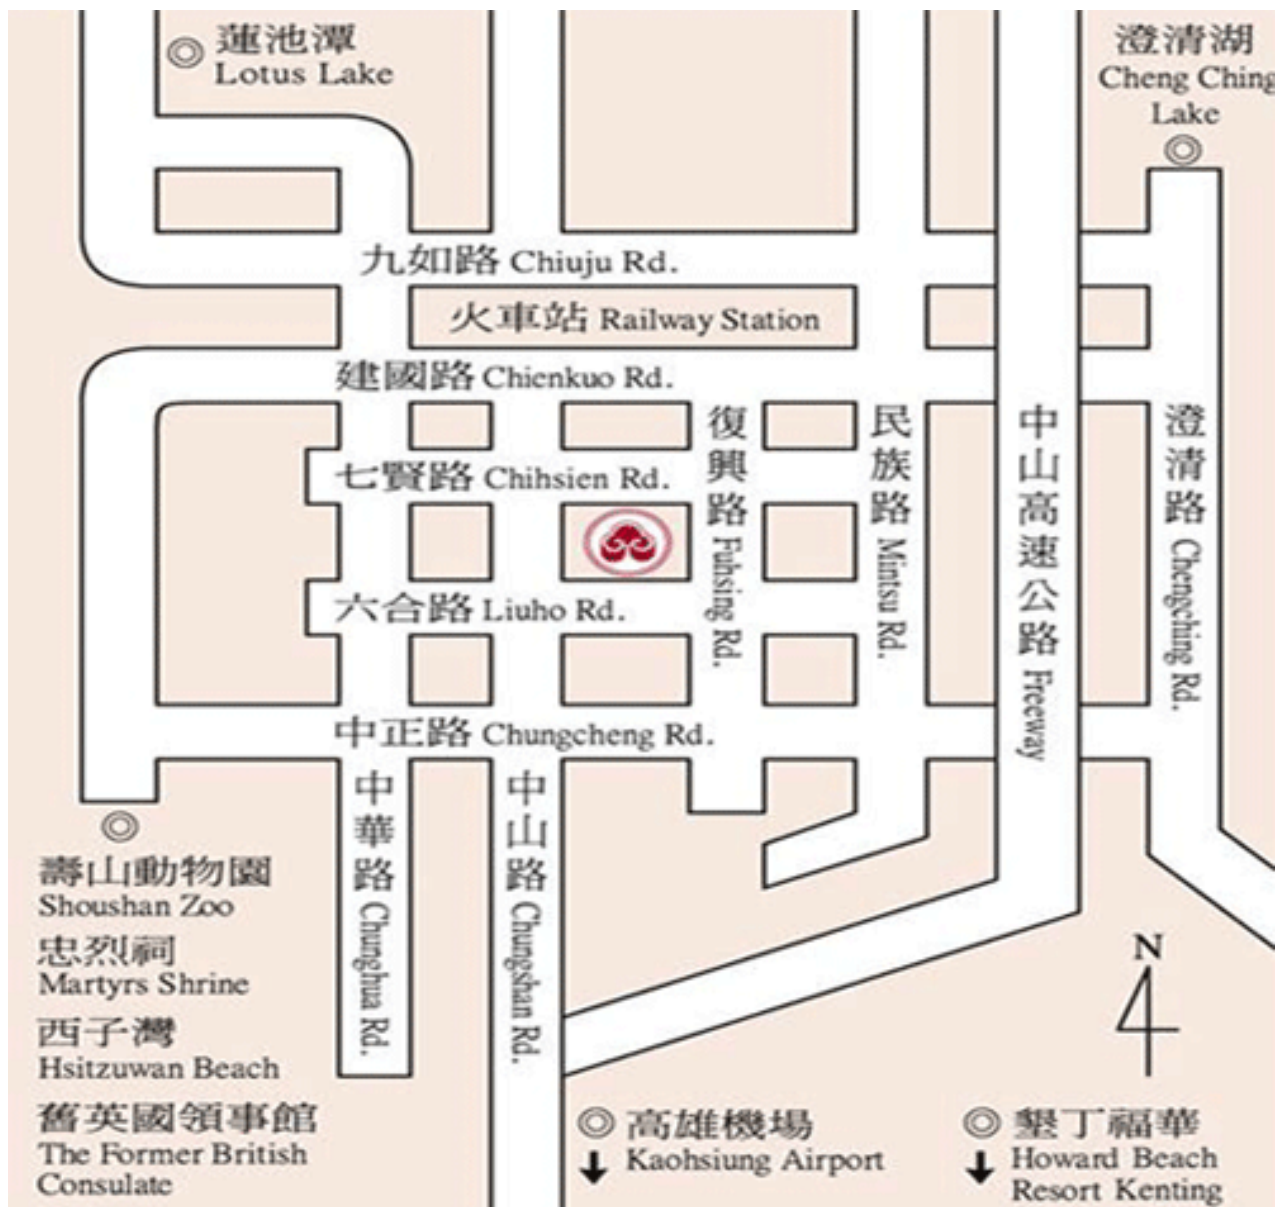 蓮池潭
Lotus Lake
澄清湖
Cheng Ching
Lake
九如路 Chiuju Rd.
火車站 Railway Station
建國路 Chienkuo Rd.
七賢路 Chihsien Rd.
復興路 Fuhsing Rd.
民族路 Mintsu Rd.
中山高速公路 Freeway
澄清路 Chengching Rd.
六合路 Liuho Rd.
中正路 Chungcheng Rd.
中華路 Chunghua Rd.
中山路 Chungshan Rd.
壽山動物園
Shoushan Zoo
忠烈祠
Martyrs Shrine
西子灣
Hsitzuwan Beach
舊英國領事館
The Former British
Consulate
N
高雄機場
Kaohsiung Airport
墾丁福華
Howard Beach
Resort Kenting